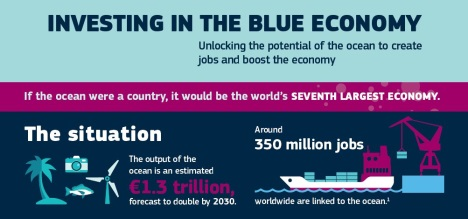 INVESTING IN THE BLUE ECONOMY
Unlocking the potential of the ocean to create
jobs and boost the economy
If the ocean were a country, it would be the world's SEVENTH LARGEST ECONOMY.
The situation
The output of the
ocean is an estimated
€1.3 trillion,
forecast to double by 2030.
Around
350 million jobs
worldwide are linked to the ocean.¹